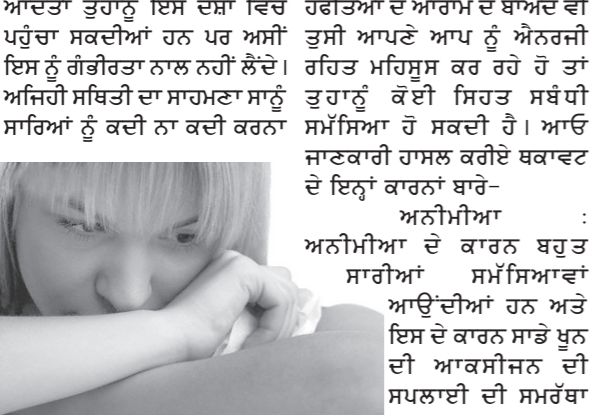 ਆਦਤਾਂ ਤੁਹਾਨੂੰ ਇਸ ਦਸ਼ਾ ਵਿਚ
ਪਹੁੰਚਾ ਸਕਦੀਆਂ ਹਨ ਪਰ ਅਸੀਂ
ਇਸ ਨੂੰ ਗੰਭੀਰਤਾ ਨਾਲ ਨਹੀਂ ਲੈਂਦੇ।
ਅਜਿਹੀ ਸਥਿਤੀ ਦਾ ਸਾਹਮਣਾ ਸਾਨੂੰ
ਸਾਰਿਆਂ ਨੂੰ ਕਦੀ ਨਾ ਕਦੀ ਕਰਨਾ
ਹਫਤਿਆਂ ਦੇ ਆਰਾਮ ਦੇ ਬਾਅਦ ਵੀ
ਤੁਸੀ ਆਪਣੇ ਆਪ ਨੂੰ ਐਨਰਜੀ
ਰਹਿਤ ਮਹਿਸੂਸ ਕਰ ਰਹੇ ਹੋ ਤਾਂ
ਤੁਹਾਨੂੰ ਕੋਈ ਸਿਹਤ ਸਬੰਧੀ
ਸਮੱਸਿਆ ਹੋ ਸਕਦੀ ਹੈ। ਆਓ
ਜਾਣਕਾਰੀ ਹਾਸਲ ਕਰੀਏ ਥਕਾਵਟ
ਦੇ ਇਨ੍ਹਾਂ ਕਾਰਨਾਂ ਬਾਰੇ-
ਅਨੀਮੀਆ :
ਅਨੀਮੀਆ ਦੇ ਕਾਰਨ ਬਹੁਤ
ਸਾਰੀਆਂ ਸਮੱਸਿਆਵਾਂ
ਆਉਂਦੀਆਂ ਹਨ ਅਤੇ
ਇਸ ਦੇ ਕਾਰਨ ਸਾਡੇ ਖੂਨ
ਦੀ ਆਕਸੀਜਨ ਦੀ
ਸਪਲਾਈ ਦੀ ਸਮਰੱਥਾ